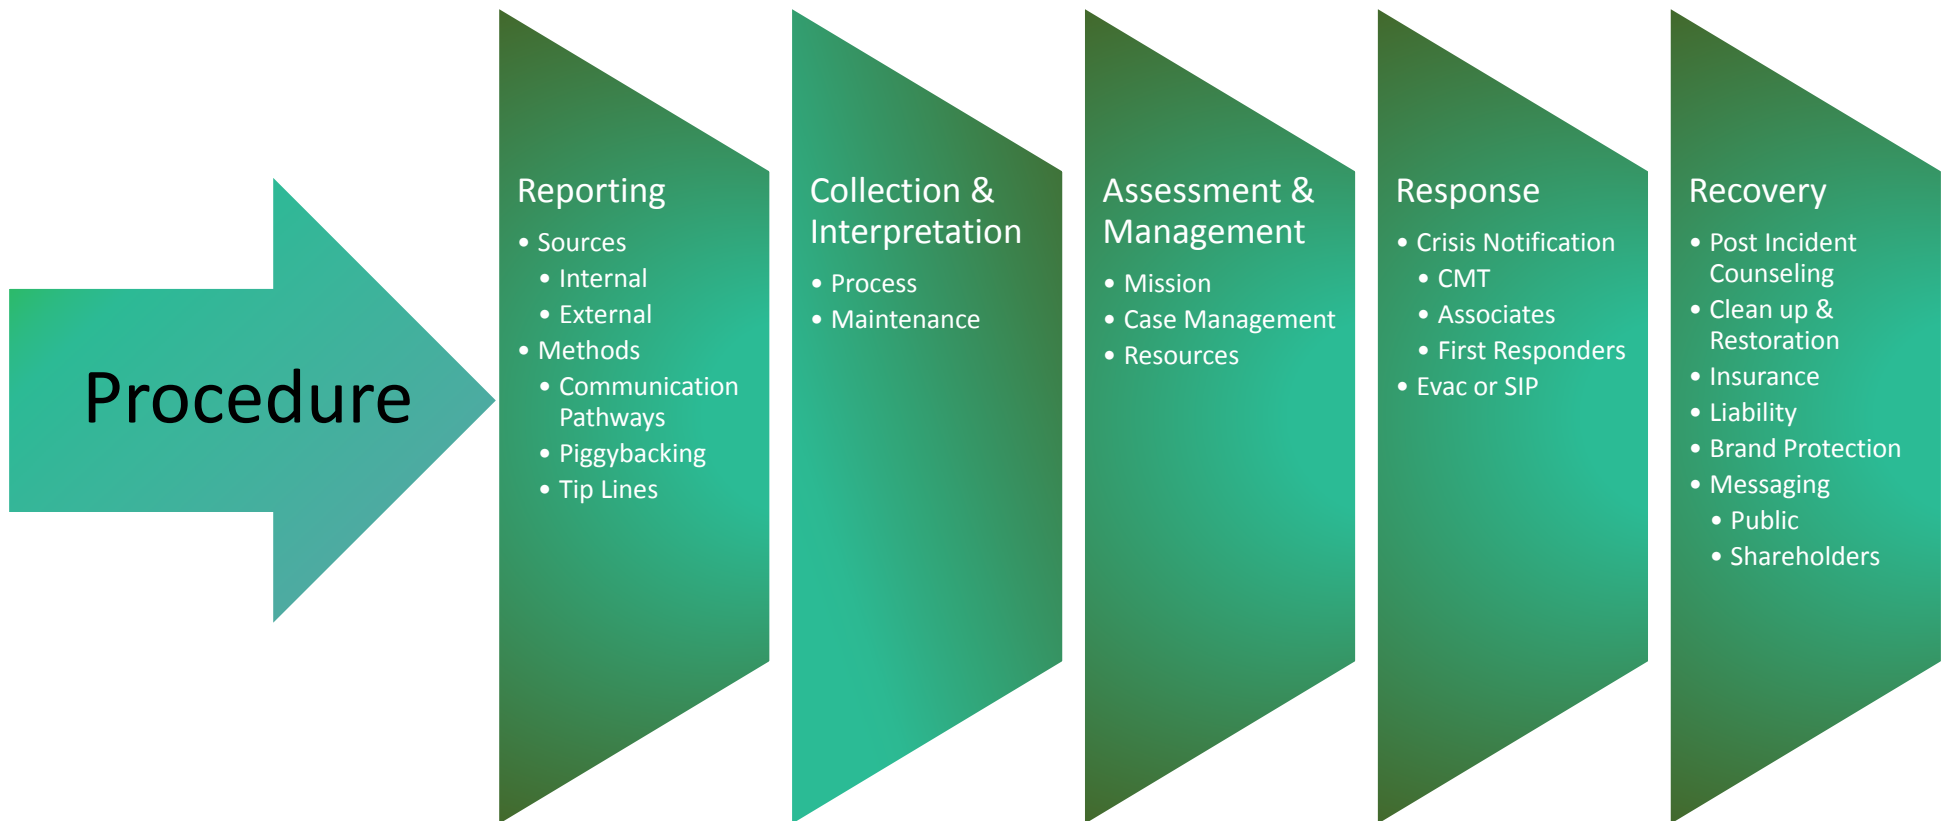 Procedure
Reporting
• Sources
• Internal
• External
• Methods
• Communication
Pathways
• Piggybacking
• Tip Lines
Collection &
Interpretation
• Process
• Maintenance
Assessment &
Management
• Mission
• Case Management
• Resources
Response
• Crisis Notification
• CMT
• Associates
• First Responders
• Evac or SIP
Recovery
• Post Incident
Counseling
• Clean up &
Restoration
• Insurance
• Liability
• Brand Protection
• Messaging
• Public
• Shareholders